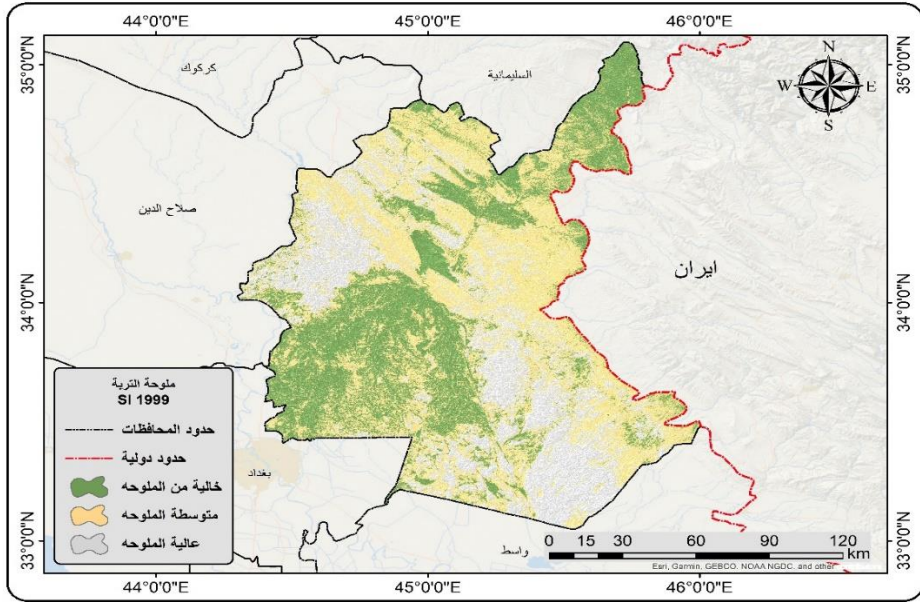 44°0'0"E 45°0'0"E 46°0'0"E
35°0'0"N 35°0'0"N
34°0'0"N 34°0'0"N
33°0'0"N 33°0'0"N
N
W E
S
كركوك
السليمانية
صلاح الدين
ايران
بغداد
واسط
ملوحة التربة
SI 1999
حدود المحافظات
حدود دولية
خالية من الملوحه
متوسطة الملوحه
عالية الملوحه
0 15 30 60 90 120
km
Esri, Garmin, GEBCO, NOAA NGDC, and other
44°0'0"E 45°0'0"E 46°0'0"E